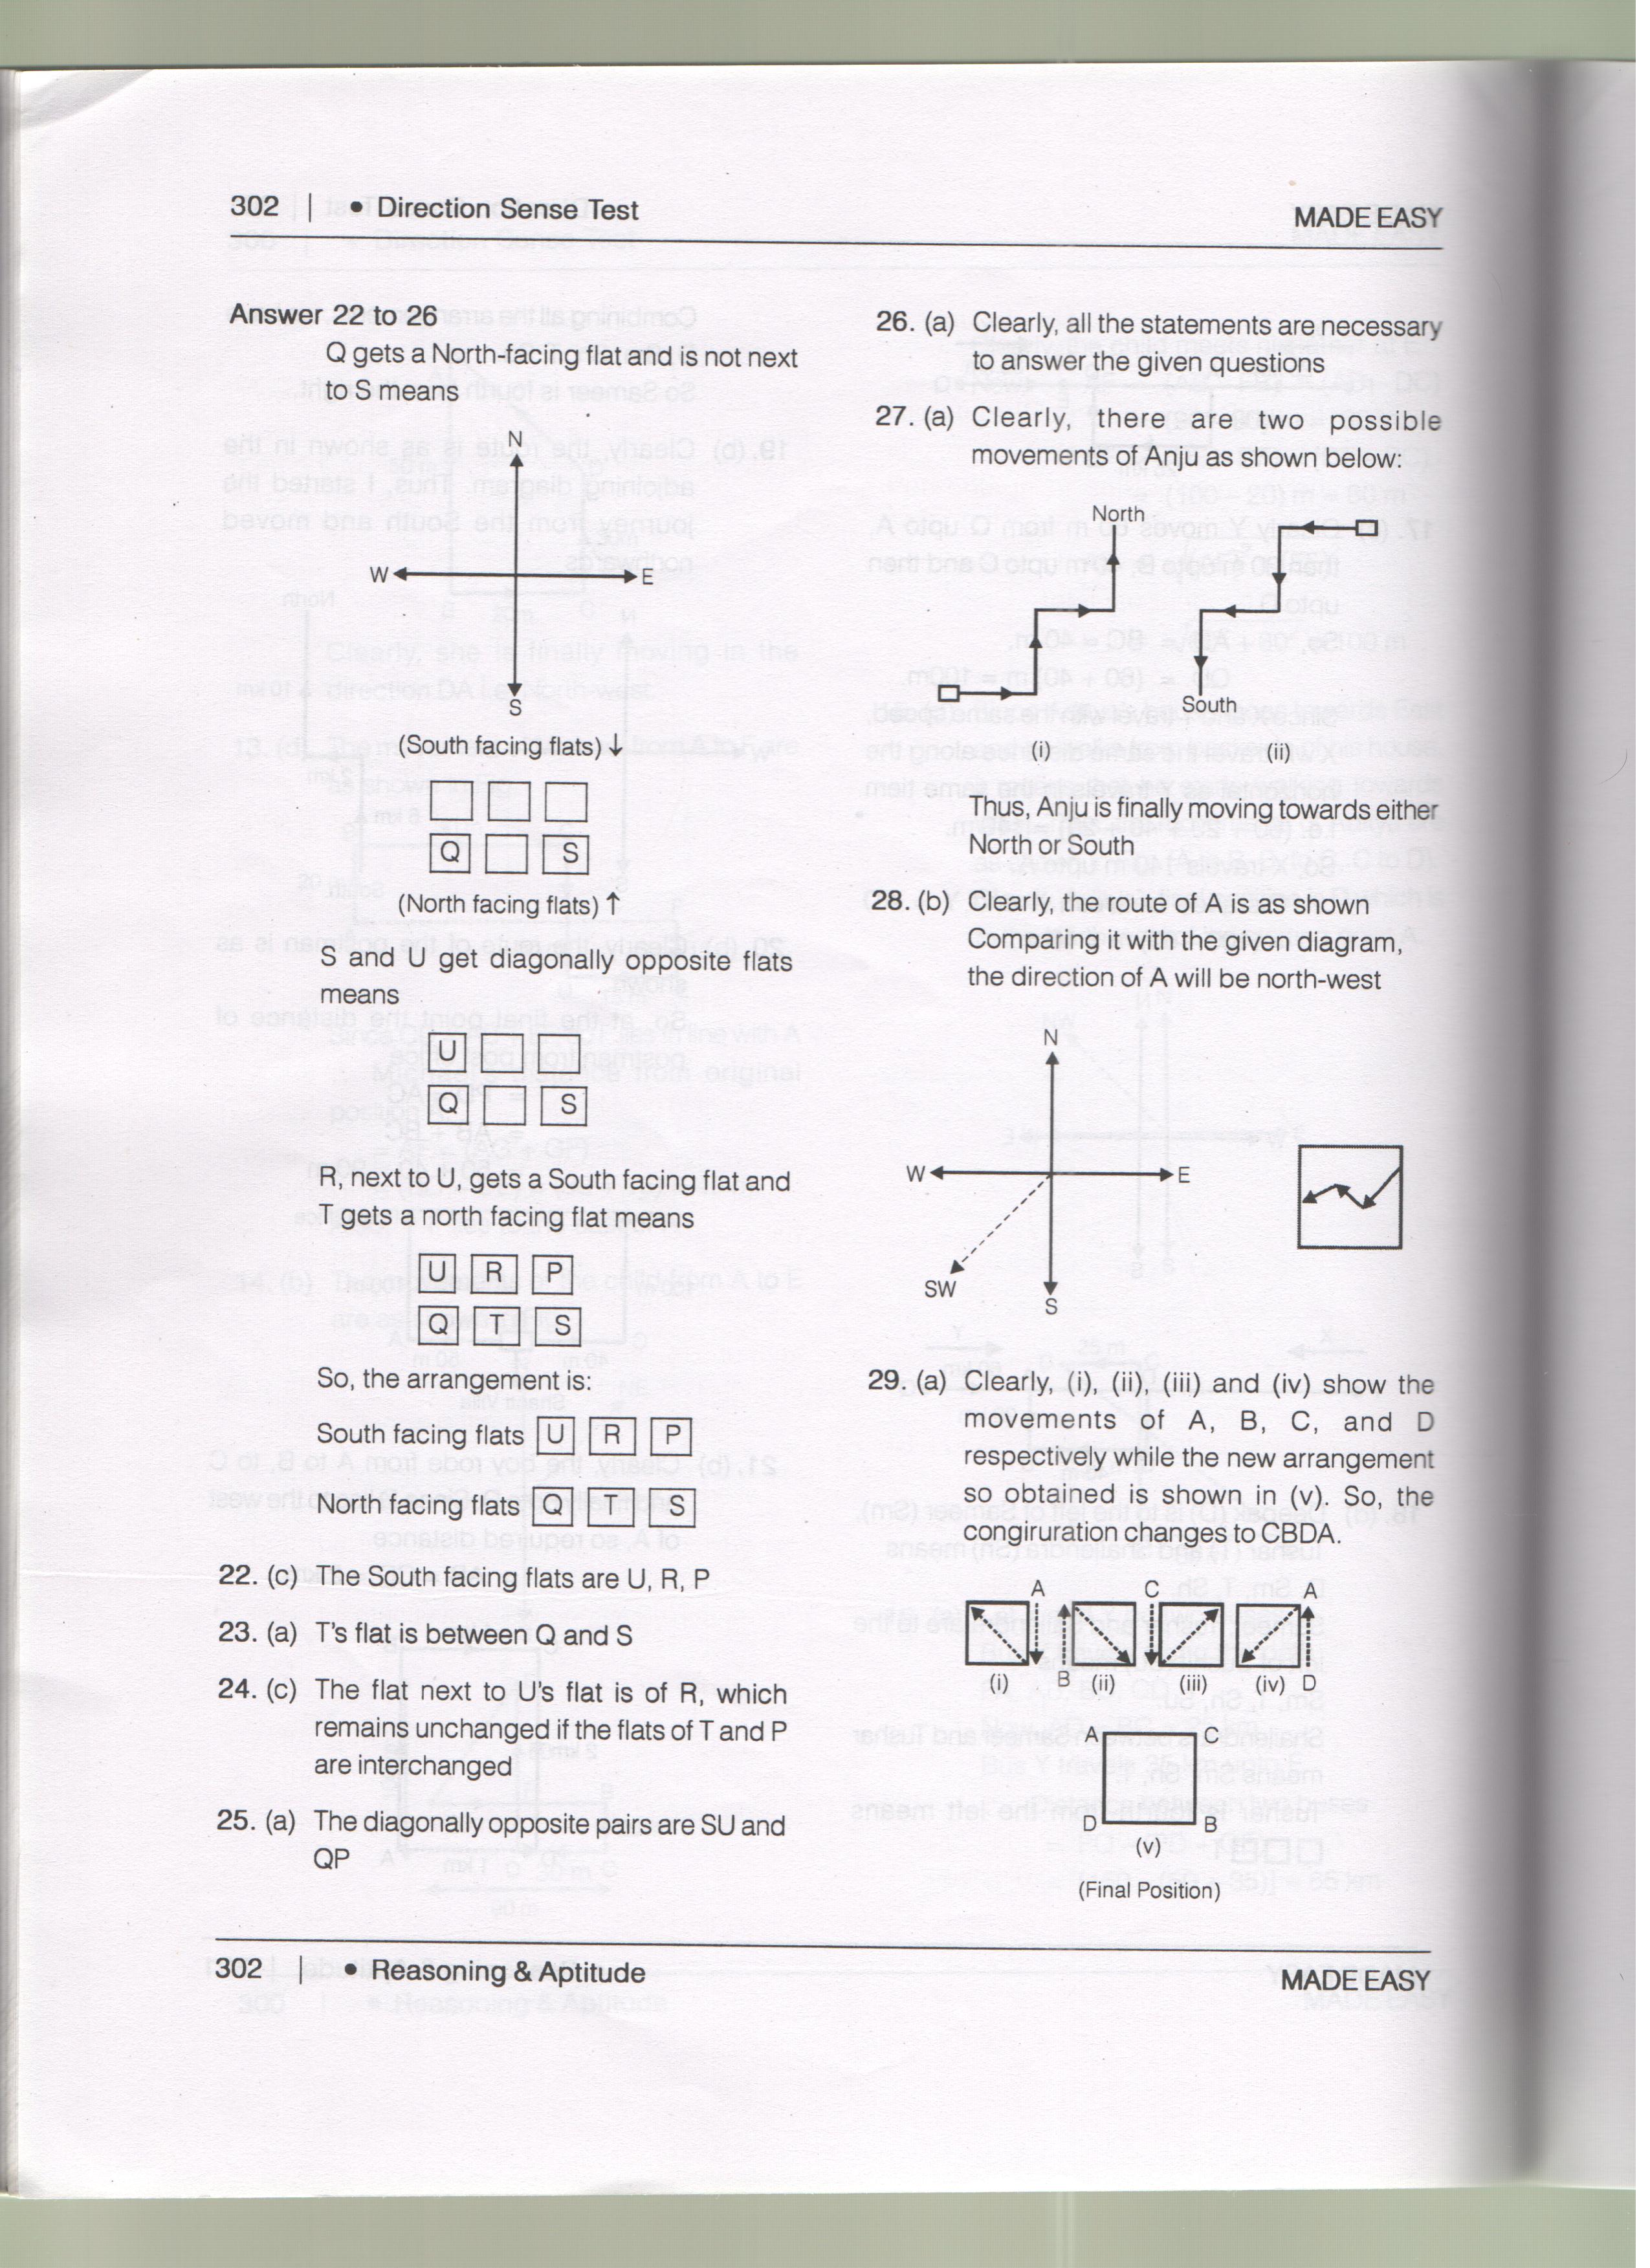 302 | • Direction Sense Test
MADE EASY
Answer 22 to 26
Q gets a North-facing flat and is not next
to S means
N
W E
S
(South facing flats) ↓
Q S
(North facing flats) ↑
S and U get diagonally opposite flats
means
U
Q S
R, next to U, gets a South facing flat and
T gets a north facing flat means
U R P
Q T S
So, the arrangement is:
South facing flats U R P
North facing flats Q T S
22. (c) The South facing flats are U, R, P
23. (a) T's flat is between Q and S
24. (c) The flat next to U's flat is of R, which
remains unchanged if the flats of T and P
are interchanged
25. (a) The diagonally opposite pairs are SU and
QP
26. (a) Clearly, all the statements are necessary
to answer the given questions
27. (a) Clearly, there are two possible
movements of Anju as shown below:
North
South
(i) (ii)
Thus, Anju is finally moving towards either
North or South
28. (b) Clearly, the route of A is as shown
Comparing it with the given diagram,
the direction of A will be north-west
N
W E
SW
S
29. (a) Clearly, (i), (ii), (iii) and (iv) show the
movements of A, B, C, and D
respectively while the new arrangement
so obtained is shown in (v). So, the
congiruration changes to CBDA.
A C A
(i) B (ii) (iii) (iv) D
A C
D B
(v)
(Final Position)
302 | • Reasoning & Aptitude
MADE EASY